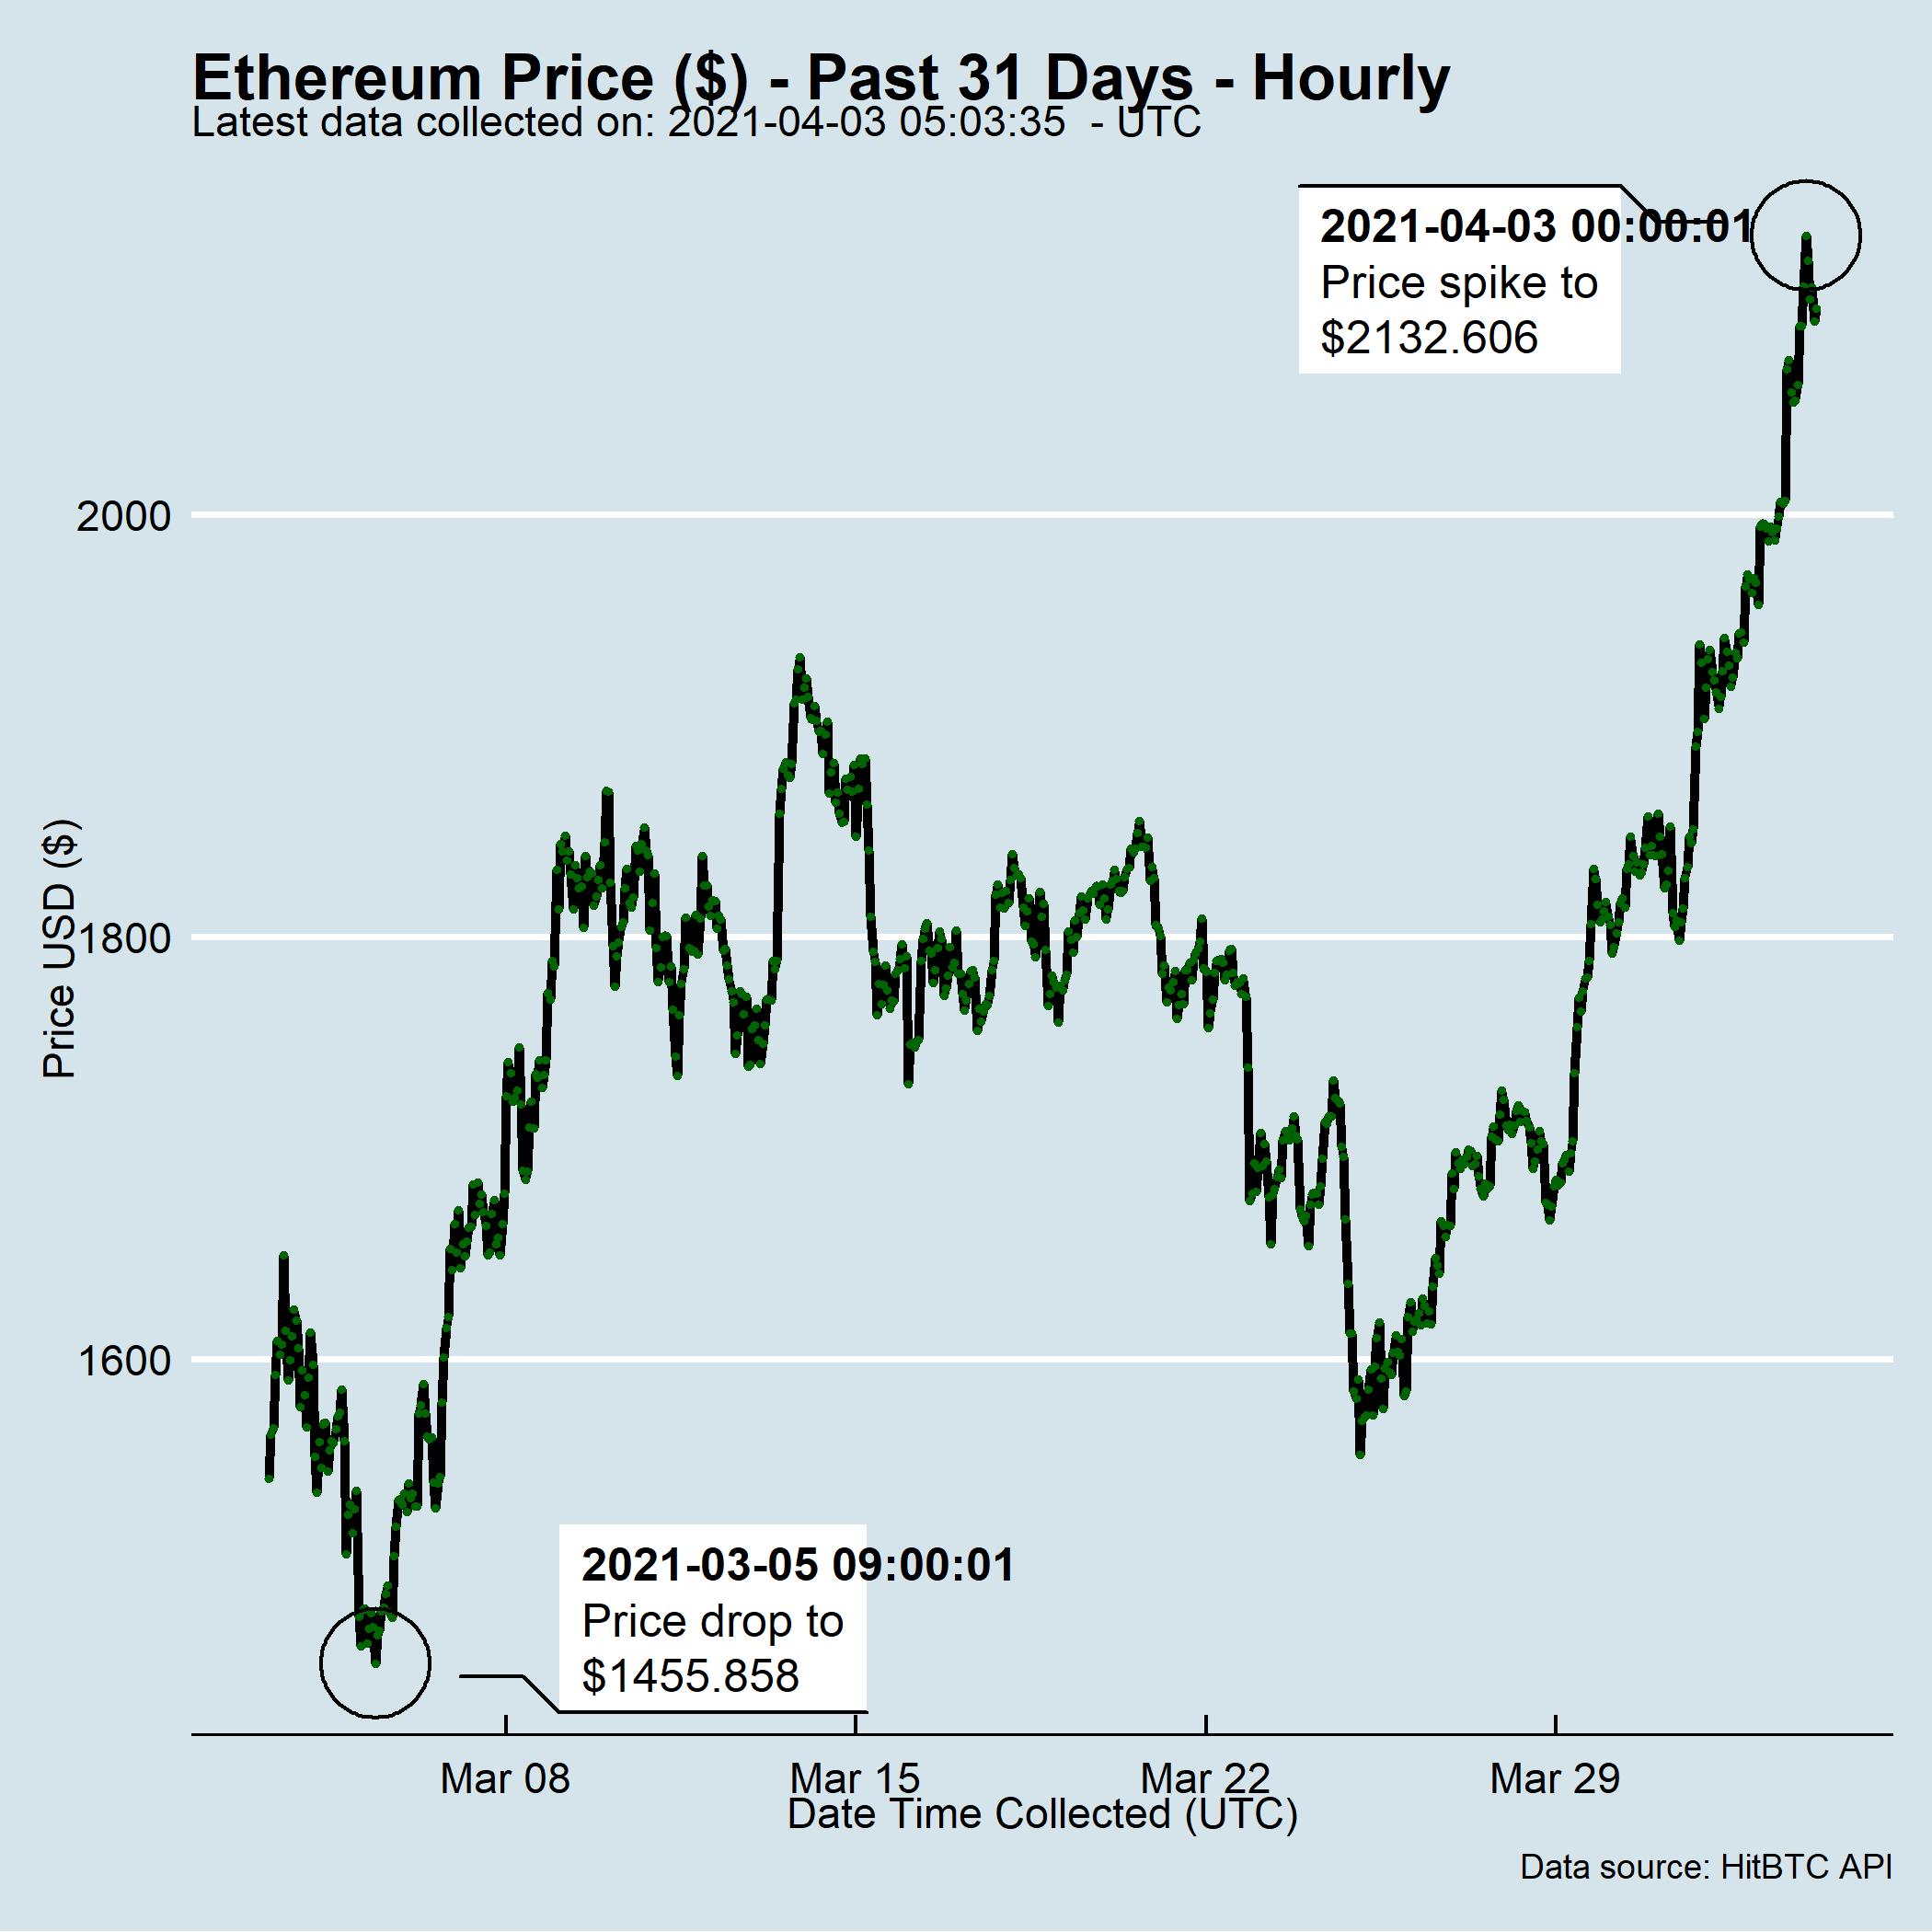 Ethereum Price ($) - Past 31 Days - Hourly
Latest data collected on: 2021-04-03 05:03:35  - UTC
2021-04-03 00:00:01
Price spike to
$2132.606
2000
1800
1600
Price USD ($)
2021-03-05 09:00:01
Price drop to
$1455.858
Mar 08
Mar 15
Mar 22
Mar 29
Date Time Collected (UTC)
Data source: HitBTC API